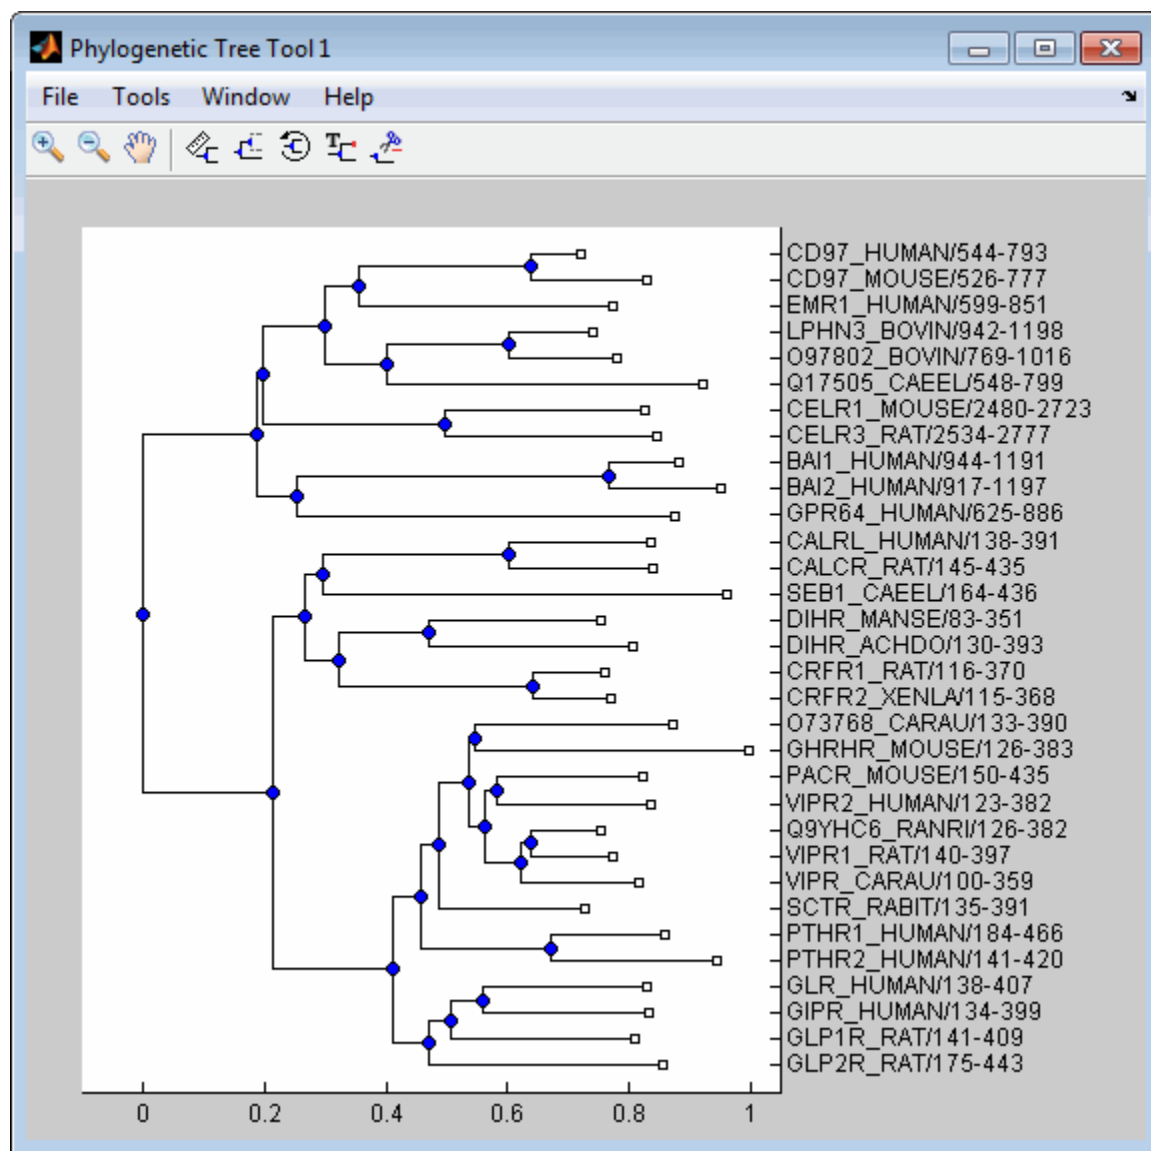 Phylogenetic Tree Tool 1
File Tools Window Help
CD97_HUMAN/544-793
CD97_MOUSE/526-777
EMR1_HUMAN/599-851
LPHN3_BOVIN/942-1198
O97802_BOVIN/769-1016
Q17505_CAEEL/548-799
CELR1_MOUSE/2480-2723
CELR3_RAT/2534-2777
BAI1_HUMAN/944-1191
BAI2_HUMAN/917-1197
GPR64_HUMAN/625-886
CALRL_HUMAN/138-391
CALCR_RAT/145-435
SEB1_CAEEL/164-436
DIHR_MANSE/83-351
DIHR_ACHDO/130-393
CRFR1_RAT/116-370
CRFR2_XENLA/115-368
O73768_CARAU/133-390
GHRHR_MOUSE/126-383
PACR_MOUSE/150-435
VIPR2_HUMAN/123-382
Q9YHC6_RANRI/126-382
VIPR1_RAT/140-397
VIPR_CARAU/100-359
SCTR_RABIT/135-391
PTHR1_HUMAN/184-466
PTHR2_HUMAN/141-420
GLR_HUMAN/138-407
GIPR_HUMAN/134-399
GLP1R_RAT/141-409
GLP2R_RAT/175-443
0 0.2 0.4 0.6 0.8 1